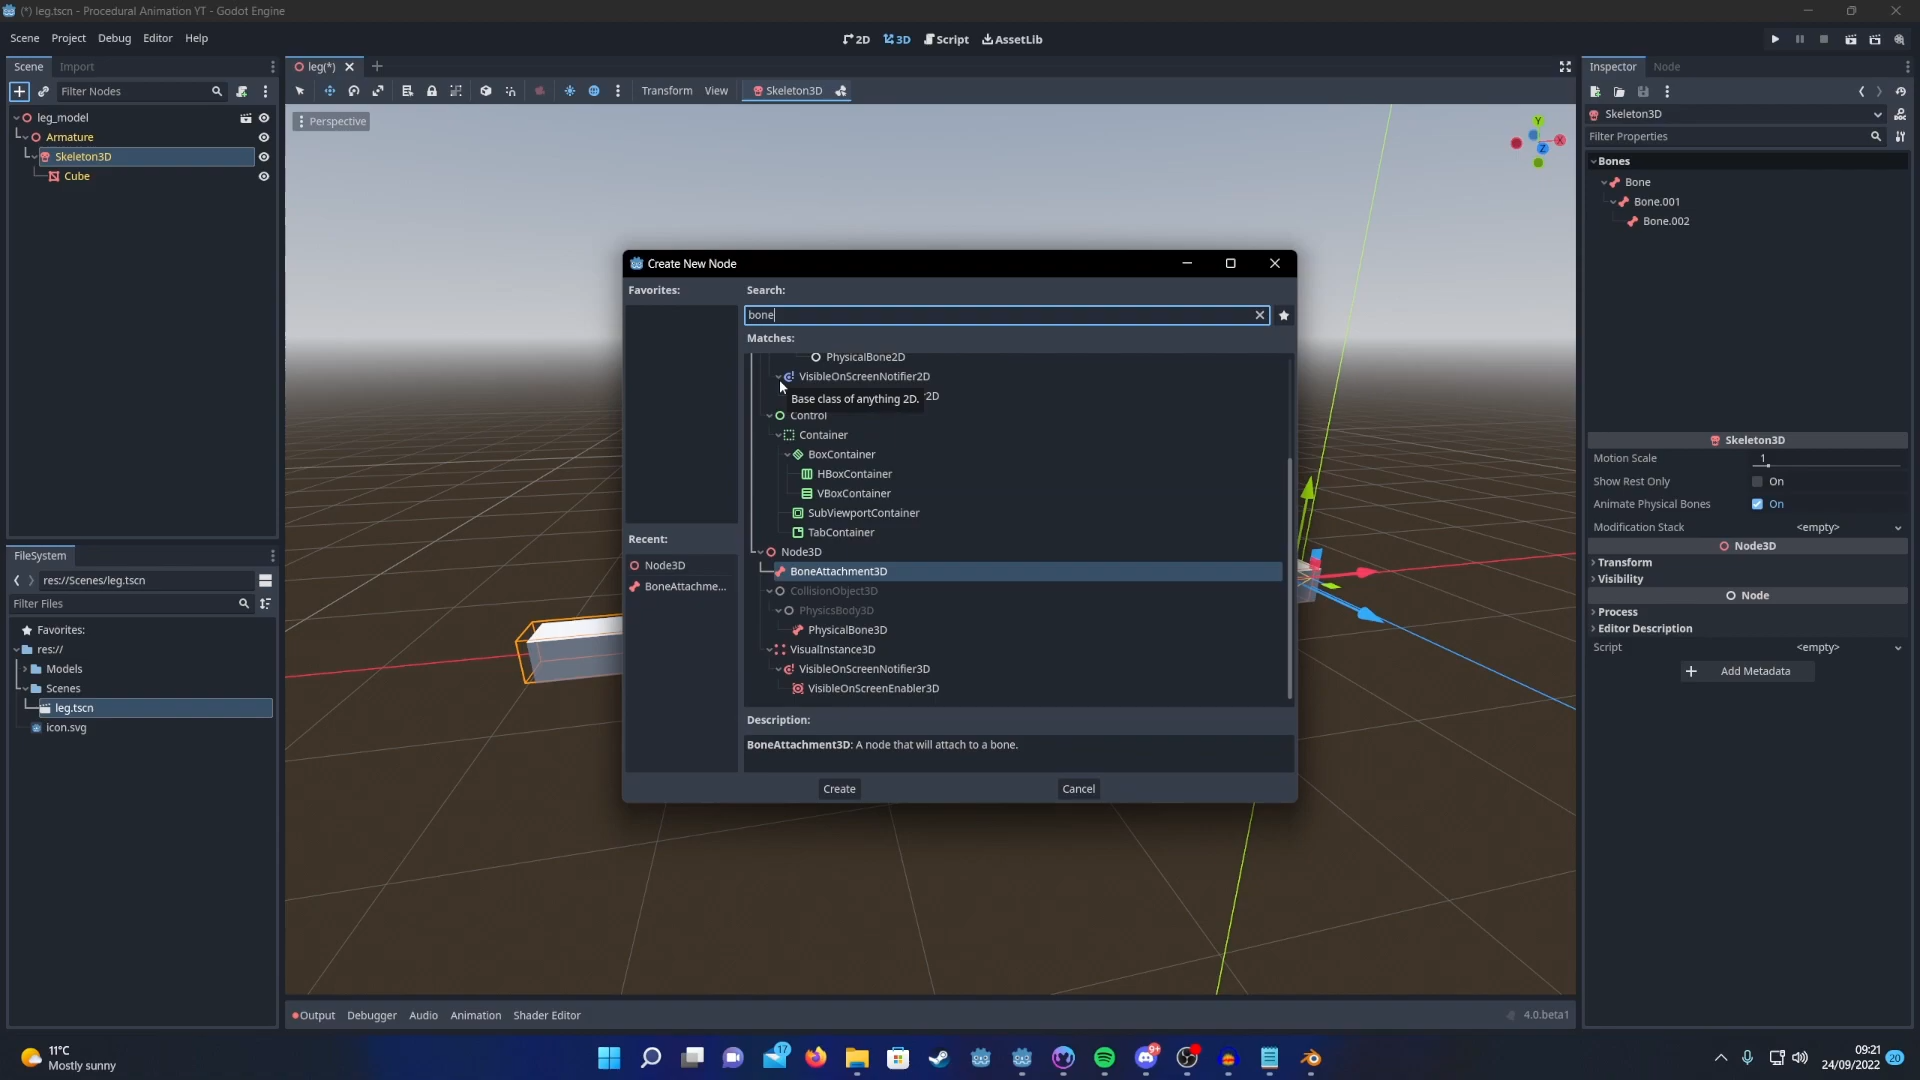 (*) leg.tscn - Procedural Animation YT - Godot Engine
Scene Project Debug Editor Help
2D 3D Script AssetLib
Scene Import
leg(*)
Inspector Node
Filter Nodes
Transform View Skeleton3D
Skeleton3D
Perspective
Filter Properties
leg_model
Armature
Skeleton3D
Cube
Y
X
Z
Bones
Bone
Bone.001
Bone.002
Create New Node
Favorites:
Search:
bone
Matches:
PhysicalBone2D
VisibleOnScreenNotifier2D
2D
Base class of anything 2D.
Control
Container
BoxContainer
HBoxContainer
VBoxContainer
SubViewportContainer
TabContainer
Node3D
BoneAttachment3D
CollisionObject3D
PhysicsBody3D
PhysicalBone3D
VisualInstance3D
VisibleOnScreenNotifier3D
VisibleOnScreenEnabler3D
Recent:
Node3D
BoneAttachme...
Description:
BoneAttachment3D: A node that will attach to a bone.
Create Cancel
Skeleton3D
Motion Scale 1
Show Rest Only On
Animate Physical Bones On
Modification Stack <empty>
Node3D
Transform
Visibility
Node
Process
Editor Description
Script <empty>
Add Metadata
FileSystem
res://Scenes/leg.tscn
Filter Files
Favorites:
res://
Models
Scenes
leg.tscn
icon.svg
Output Debugger Audio Animation Shader Editor
4.0.beta1
11°C
Mostly sunny
17
9+
09:21
24/09/2022
20